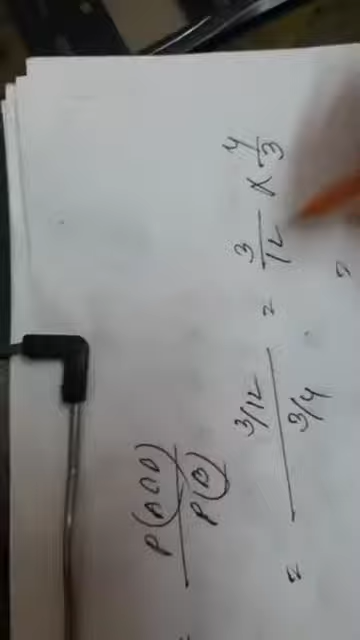 P(A∩B)/P(B)
= (3/12)/(3/4) = 3/12 × 4/3
=